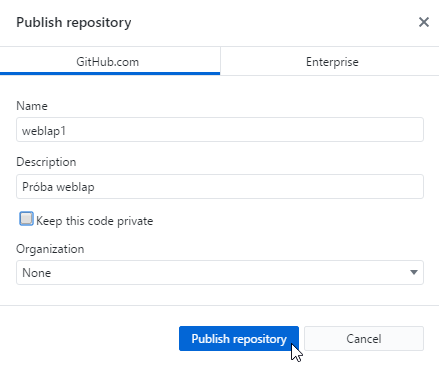 Publish repository
GitHub.com
Enterprise
Name
weblap1
Description
Próba weblap
Keep this code private
Organization
None
Publish repository
Cancel